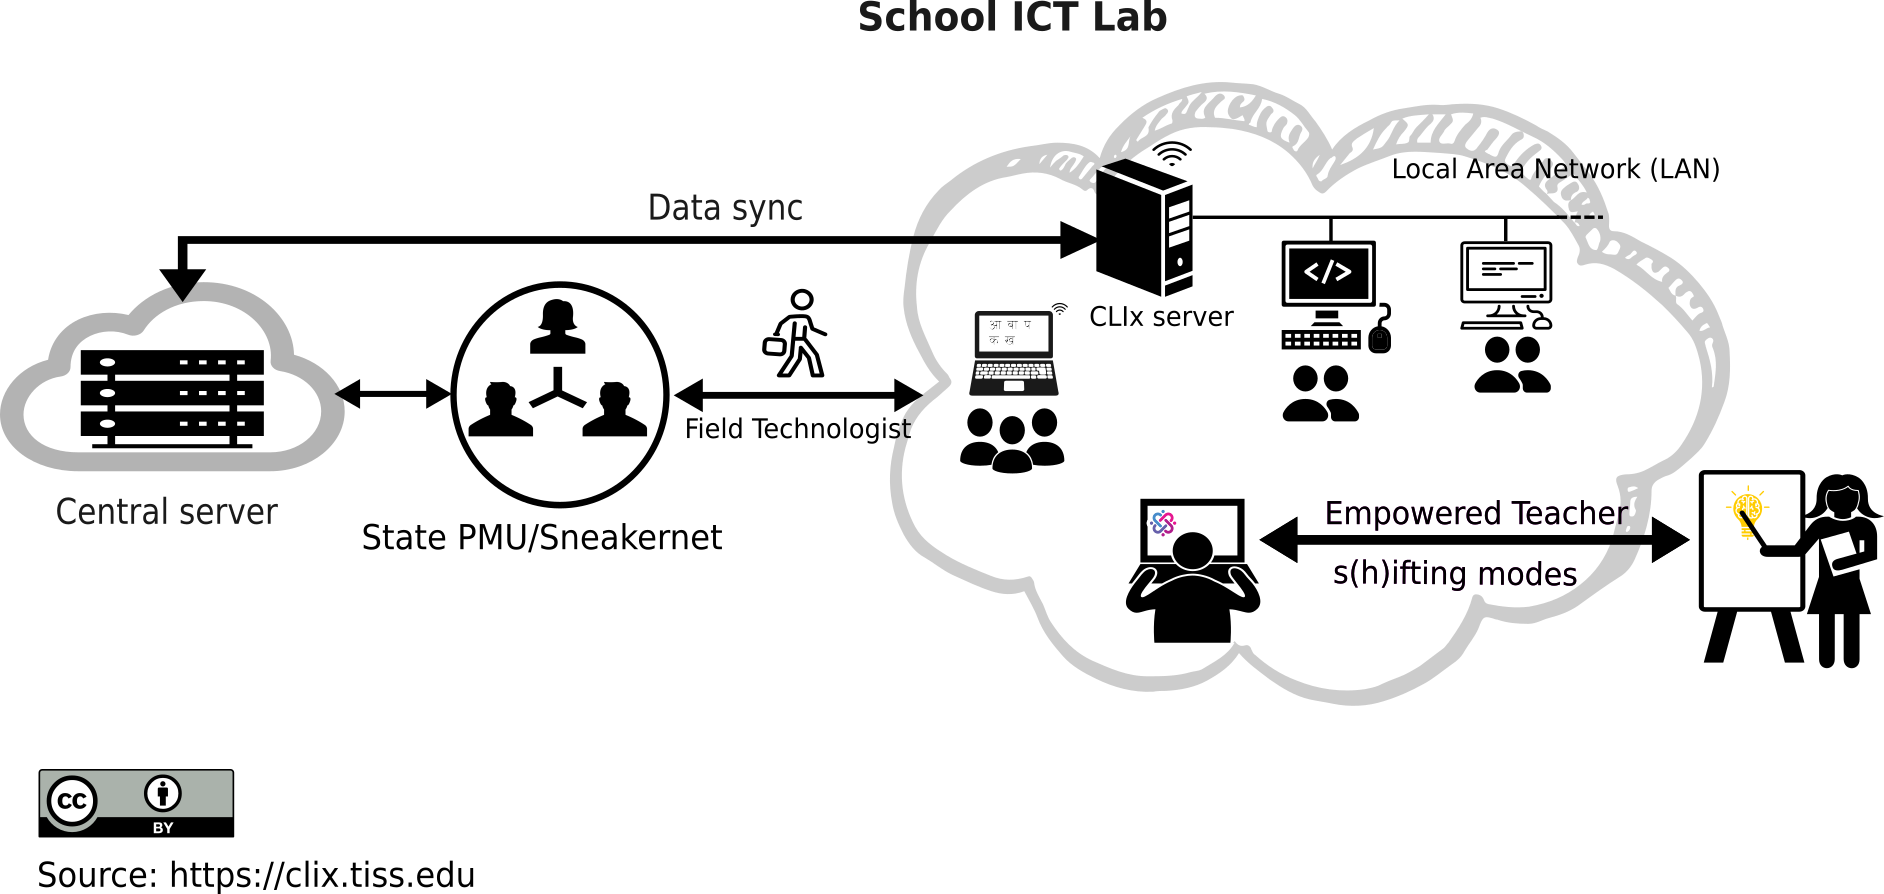 School ICT Lab
Local Area Network (LAN)
Data sync
CLIx server
</>
आ बा प
क ख
Field Technologist
Central server
State PMU/Sneakernet
Empowered Teacher
s(h)ifting modes
cc
BY
Source: https://clix.tiss.edu